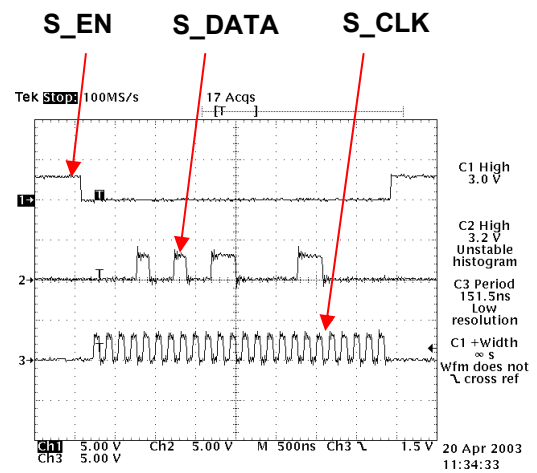 S_EN S_DATA S_CLK
Tek Stop: 100MS/s 17 Acqs
[T ]
C1 High
3.0 V
1 T
C2 High
3.2 V
Unstable
histogram
2 T
C3 Period
151.5ns
Low
resolution
C1 +Width
∞ s
Wfm does not
cross ref
3 T
Ch1 5.00 V Ch2 5.00 V M 500ns Ch3 1.5 V
Ch3 5.00 V
20 Apr 2003
11:34:33